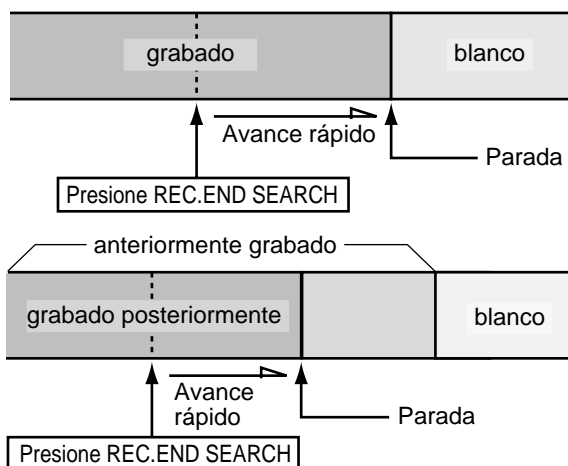 grabado
blanco
Avance rápido
Parada
Presione REC.END SEARCH
anteriormente grabado
grabado posteriormente
blanco
Avance
rápido
Parada
Presione REC.END SEARCH